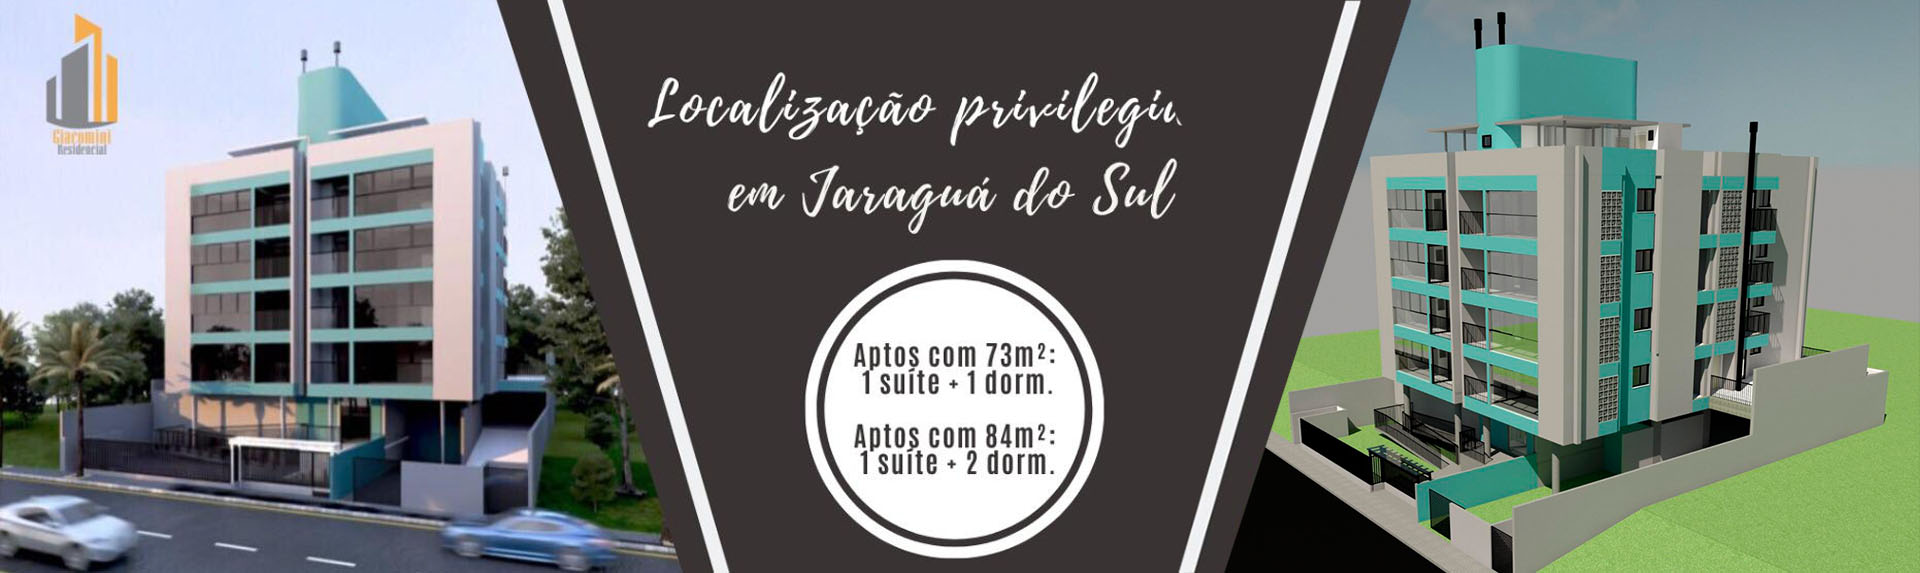 Giacomini
Residencial
Localização
em Jaraguá do Sul
Aptos com 73m²:
1 suíte + 1 dorm.
Aptos com 84m²:
1 suíte + 2 dorm.